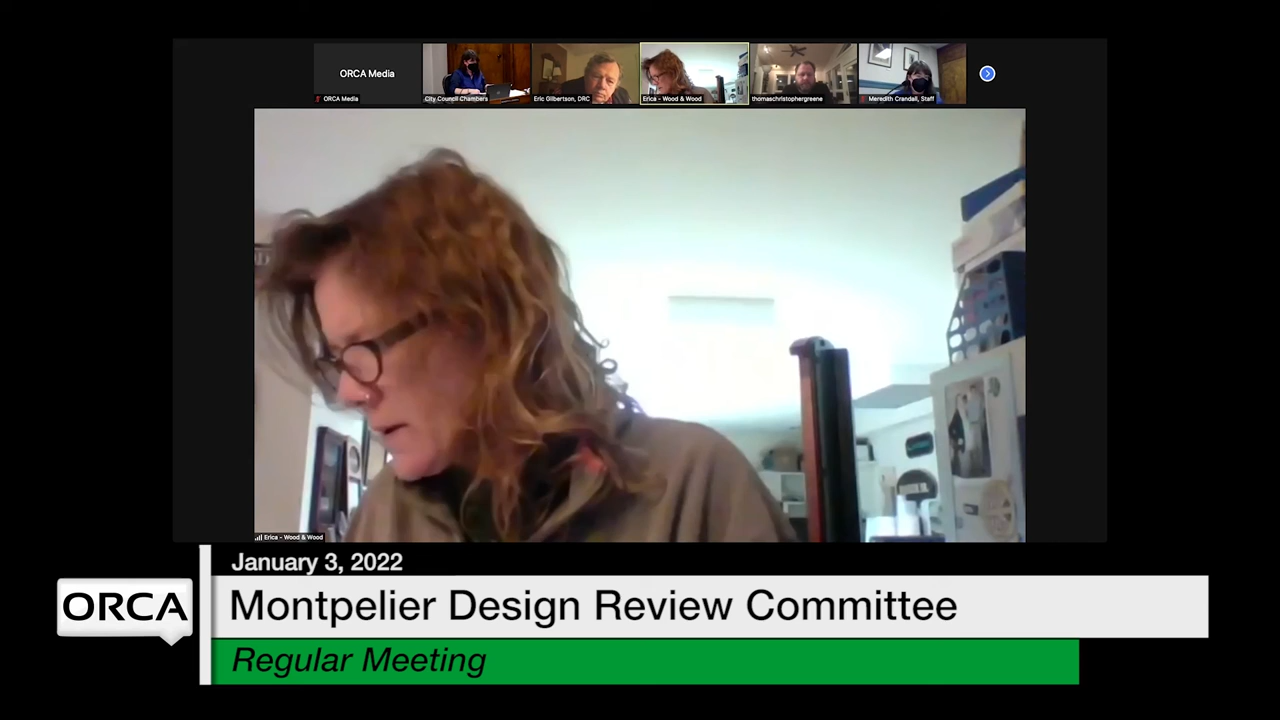 ORCA Media
ORCA Media
City Council Chambers
Eric Gilbertson, DRC
Erica - Wood & Wood
thomaschristophergreene
Meredith Crandall, Staff
Erica - Wood & Wood
January 3, 2022
ORCA
Montpelier Design Review Committee
Regular Meeting